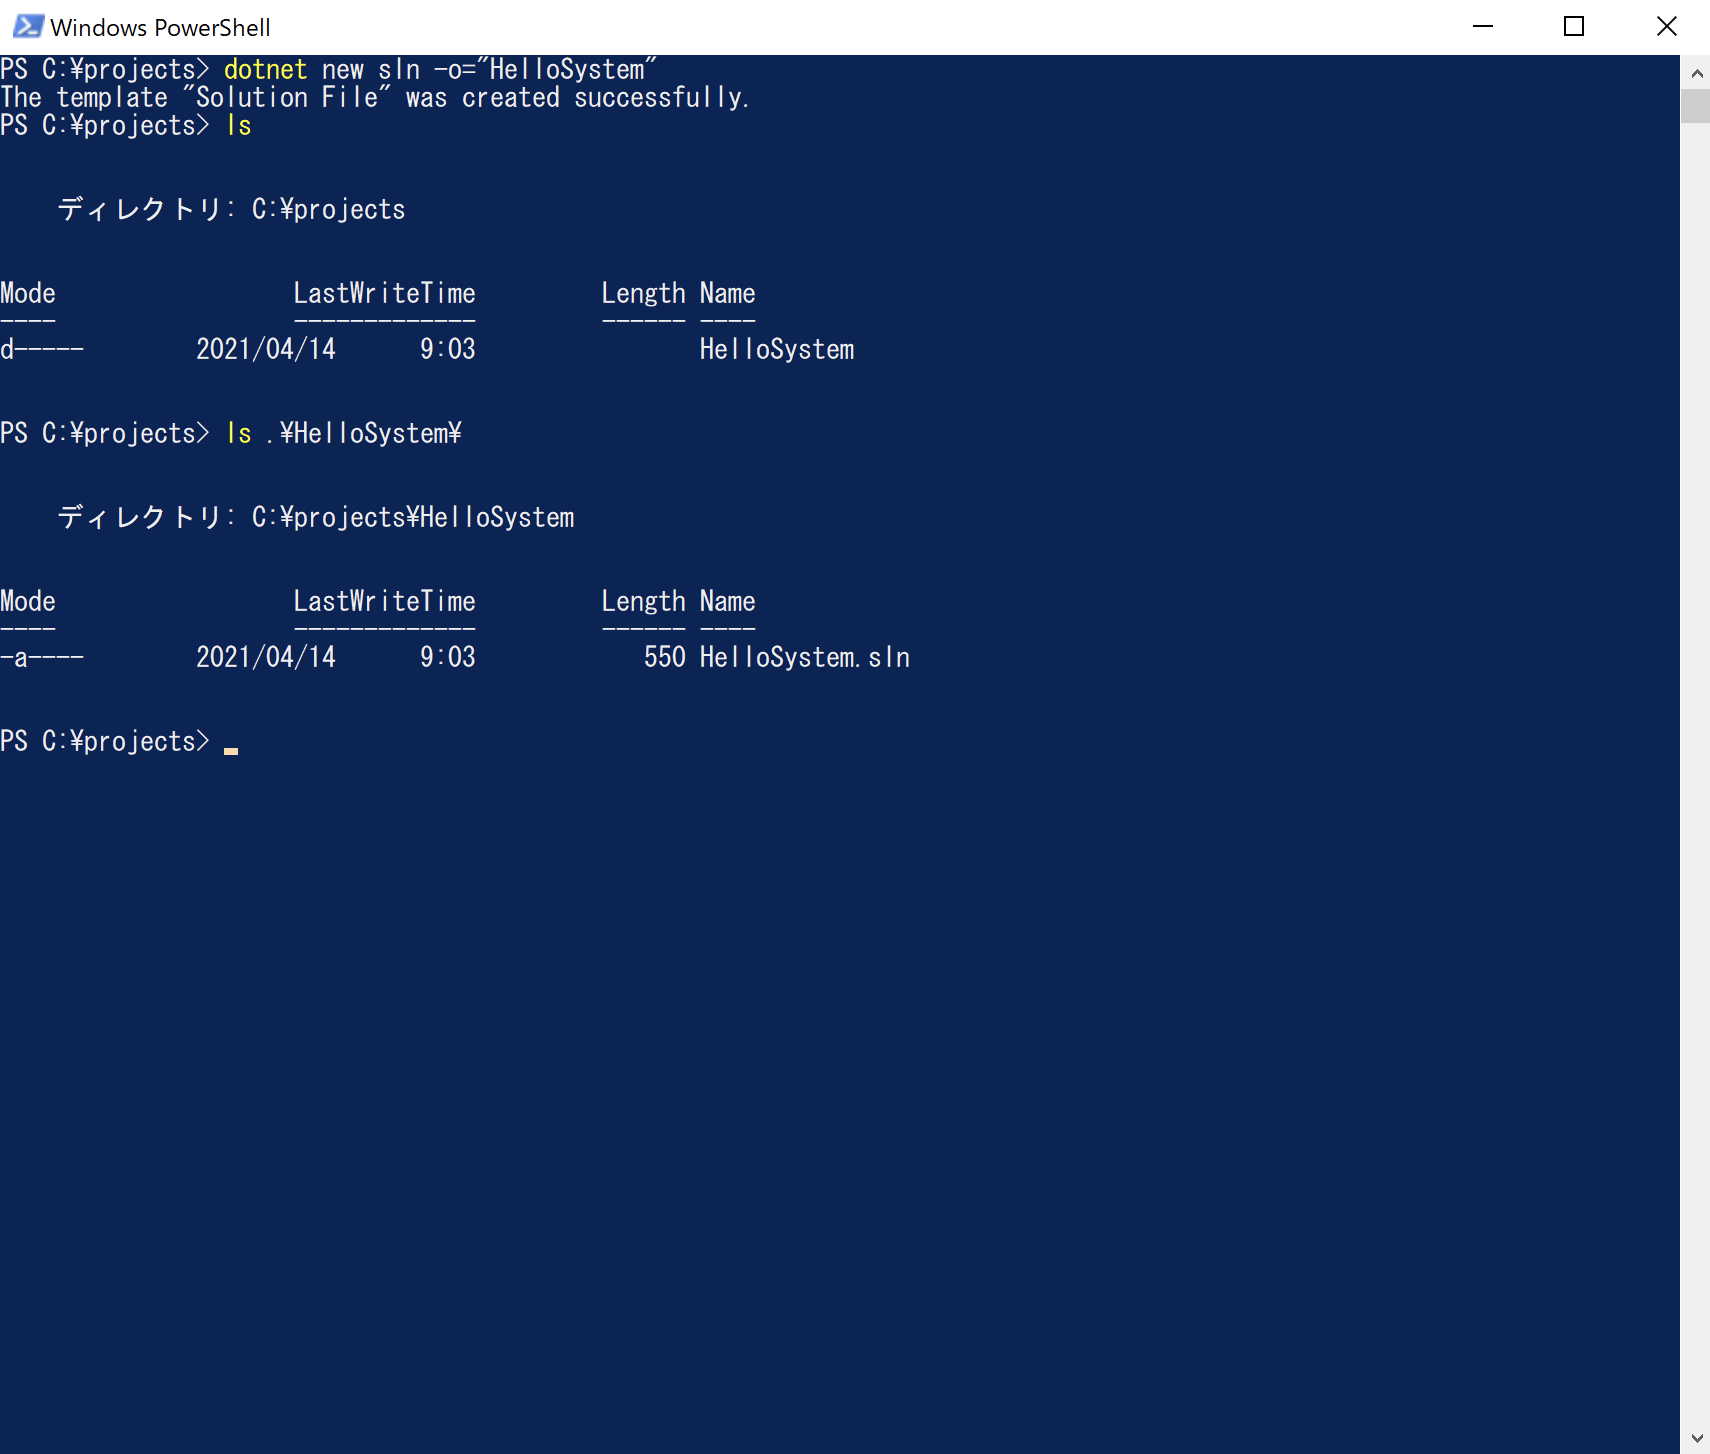 Windows PowerShell
PS C:¥projects> dotnet new sln -o="HelloSystem"
The template "Solution File" was created successfully.
PS C:¥projects> ls
ディレクトリ: C:¥projects
Mode LastWriteTime Length Name
---- ------------- ------ ----
d----- 2021/04/14 9:03 HelloSystem
PS C:¥projects> ls .¥HelloSystem¥
ディレクトリ: C:¥projects¥HelloSystem
Mode LastWriteTime Length Name
---- ------------- ------ ----
-a---- 2021/04/14 9:03 550 HelloSystem.sln
PS C:¥projects>